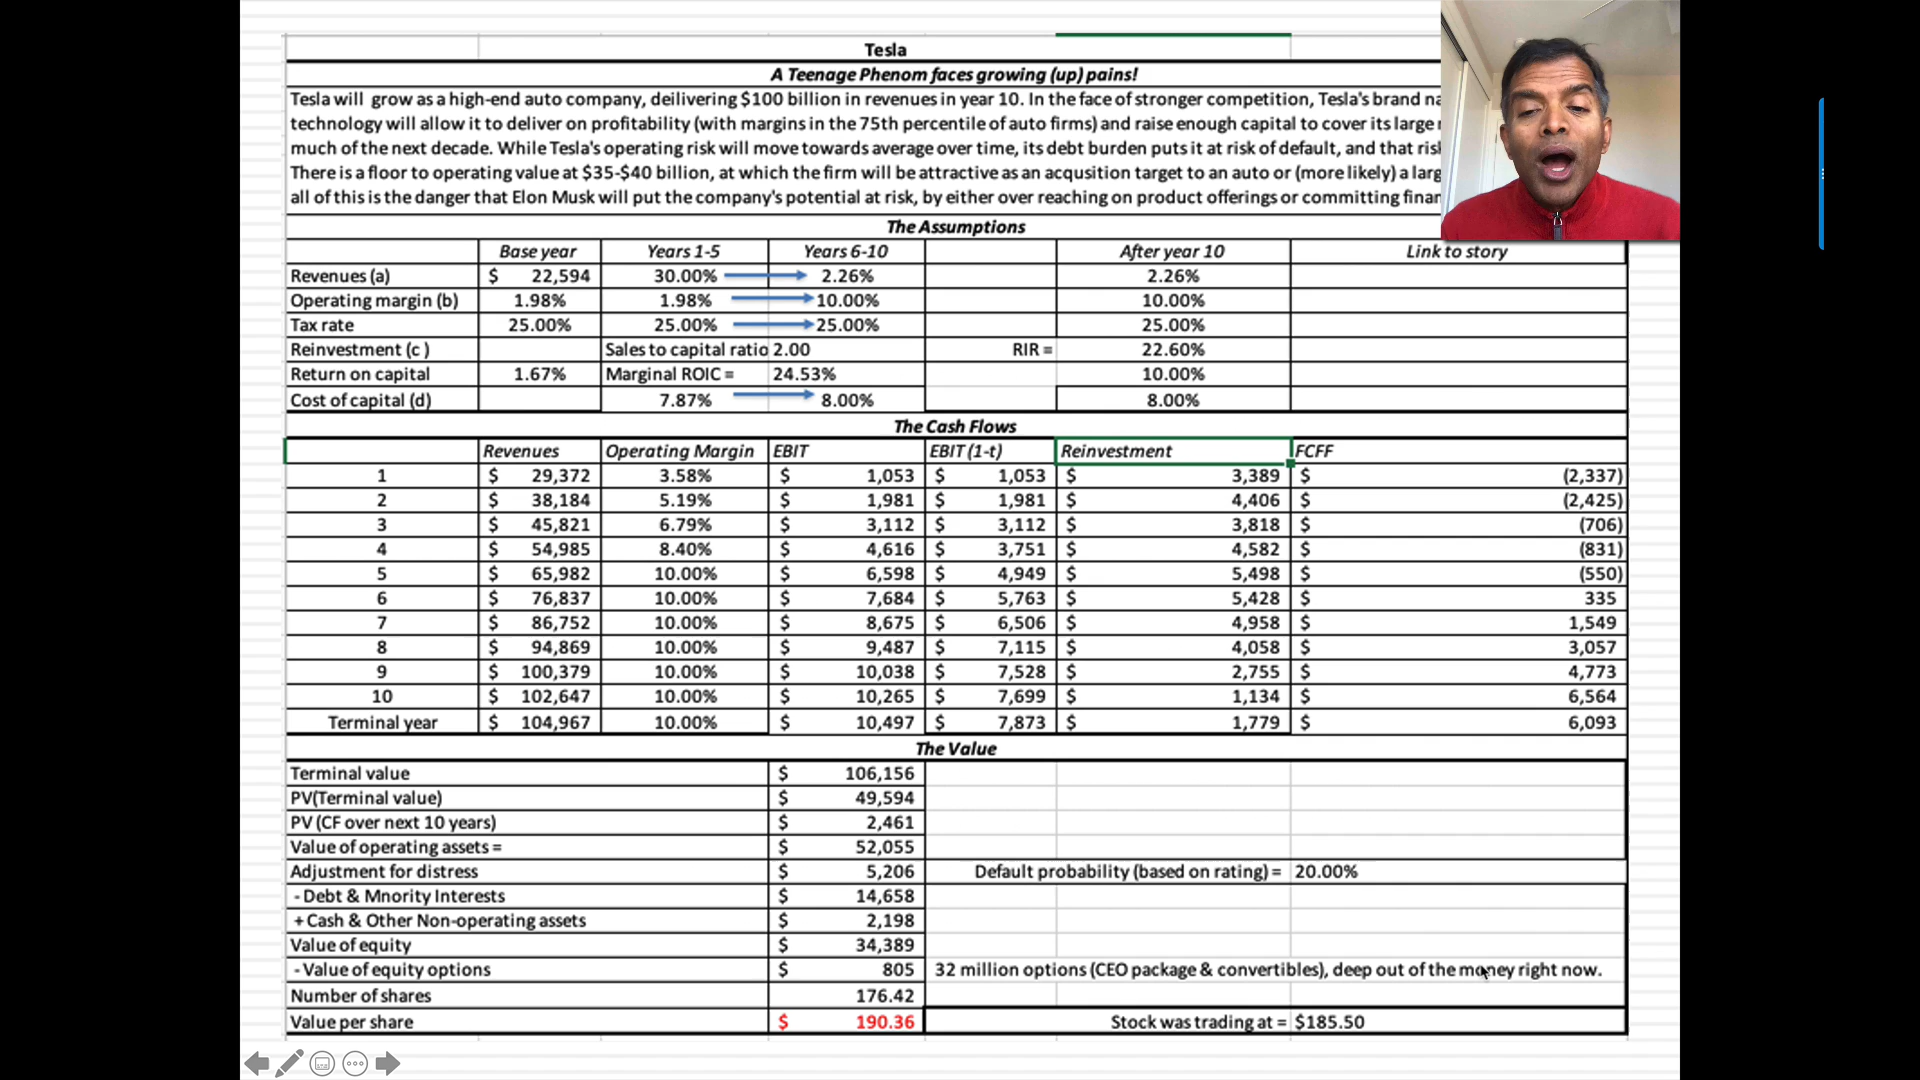 Tesla
A Teenage Phenom faces growing (up) pains!
Tesla will grow as a high-end auto company, deilivering $100 billion in revenues in year 10. In the face of stronger competition, Tesla's brand
technology will allow it to deliver on profitability (with margins in the 75th percentile of auto firms) and raise enough capital to cover its large
much of the next decade. While Tesla's operating risk will move towards average over time, its debt burden puts it at risk of default, and that
There is a floor to operating value at $35-$40 billion, at which the firm will be attractive as an acqusition target to an auto or (more likely) a
all of this is the danger that Elon Musk will put the company's potential at risk, by either over reaching on product offerings or committing
The Assumptions
Base year Years 1-5 Years 6-10 After year 10 Link to story
Revenues (a) $ 22,594 30.00% 2.26% 2.26%
Operating margin (b) 1.98% 1.98% 10.00% 10.00%
Tax rate 25.00% 25.00% 25.00% 25.00%
Reinvestment (c ) Sales to capital ratio 2.00 RIR = 22.60%
Return on capital 1.67% Marginal ROIC = 24.53% 10.00%
Cost of capital (d) 7.87% 8.00% 8.00%
The Cash Flows
Revenues Operating Margin EBIT EBIT (1-t) Reinvestment FCFF
1 $ 29,372 3.58% $ 1,053 $ 1,053 $ 3,389 $ (2,337)
2 $ 38,184 5.19% $ 1,981 $ 1,981 $ 4,406 $ (2,425)
3 $ 45,821 6.79% $ 3,112 $ 3,112 $ 3,818 $ (706)
4 $ 54,985 8.40% $ 4,616 $ 3,751 $ 4,582 $ (831)
5 $ 65,982 10.00% $ 6,598 $ 4,949 $ 5,498 $ (550)
6 $ 76,837 10.00% $ 7,684 $ 5,763 $ 5,428 $ 335
7 $ 86,752 10.00% $ 8,675 $ 6,506 $ 4,958 $ 1,549
8 $ 94,869 10.00% $ 9,487 $ 7,115 $ 4,058 $ 3,057
9 $ 100,379 10.00% $ 10,038 $ 7,528 $ 2,755 $ 4,773
10 $ 102,647 10.00% $ 10,265 $ 7,699 $ 1,134 $ 6,564
Terminal year $ 104,967 10.00% $ 10,497 $ 7,873 $ 1,779 $ 6,093
The Value
Terminal value $ 106,156
PV(Terminal value) $ 49,594
PV (CF over next 10 years) $ 2,461
Value of operating assets = $ 52,055
Adjustment for distress $ 5,206 Default probability (based on rating) = 20.00%
- Debt & Mnority Interests $ 14,658
+ Cash & Other Non-operating assets $ 2,198
Value of equity $ 34,389
- Value of equity options $ 805 32 million options (CEO package & convertibles), deep out of the money right now.
Number of shares 176.42
Value per share $ 190.36 Stock was trading at = $185.50